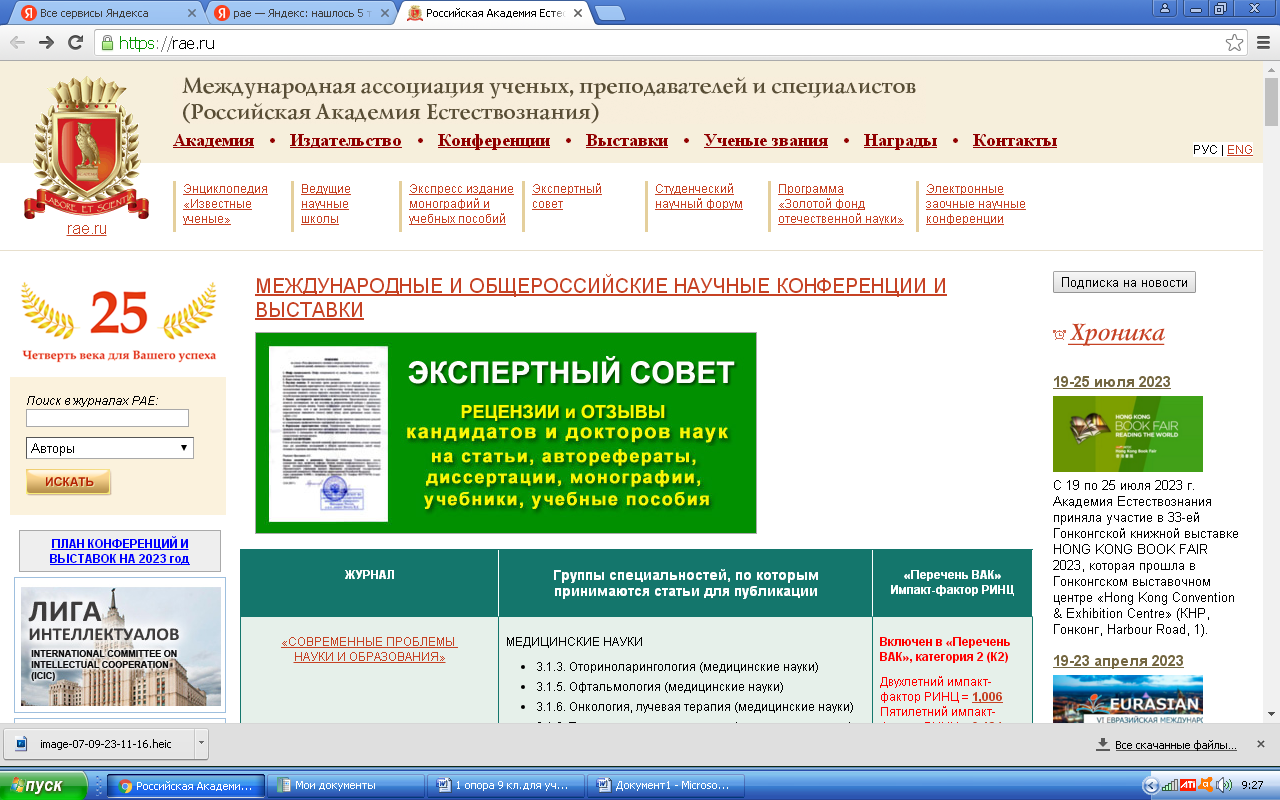 Все сервисы Яндекса
рае — Яндекс: нашлось 5 т
Российская Академия Есте
https://rae.ru
Международная ассоциация ученых, преподавателей и специалистов
(Российская Академия Естествознания)
Академия • Издательство • Конференции • Выставки • Ученые звания • Награды • Контакты
РУС | ENG
LABORE ET SCIENTIA
rae.ru
Энциклопедия
«Известные
ученые»
Ведущие
научные
школы
Экспресс издание
монографий и
учебных пособий
Экспертный
совет
Студенческий
научный форум
Программа
«Золотой фонд
отечественной науки»
Электронные
заочные научные
конференции
25
Четверть века для Вашего успеха
Поиск в журналах РАЕ:
Авторы
ИСКАТЬ
ПЛАН КОНФЕРЕНЦИЙ И
ВЫСТАВОК НА 2023 год
ЛИГА
ИНТЕЛЛЕКТУАЛОВ
INTERNATIONAL COMMITTEE ON
INTELLECTUAL COOPERATION
(ICIC)
МЕЖДУНАРОДНЫЕ И ОБЩЕРОССИЙСКИЕ НАУЧНЫЕ КОНФЕРЕНЦИИ И
ВЫСТАВКИ
ЭКСПЕРТНЫЙ СОВЕТ
РЕЦЕНЗИИ и ОТЗЫВЫ
кандидатов и докторов наук
на статьи, авторефераты,
диссертации, монографии,
учебники, учебные пособия
ЖУРНАЛ
Группы специальностей, по которым
принимаются статьи для публикации
«Перечень ВАК»
Импакт-фактор РИНЦ
«СОВРЕМЕННЫЕ ПРОБЛЕМЫ
НАУКИ И ОБРАЗОВАНИЯ»
МЕДИЦИНСКИЕ НАУКИ
• 3.1.3. Оториноларингология (медицинские науки)
• 3.1.5. Офтальмология (медицинские науки)
• 3.1.6. Онкология, лучевая терапия (медицинские науки)
Включен в «Перечень
ВАК», категория 2 (К2)
Двухлетний импакт-
фактор РИНЦ = 1,006
Пятилетний импакт-
Подписка на новости
Хроника
19-25 июля 2023
HONG KONG
BOOK FAIR
READING THE WORLD
С 19 по 25 июля 2023 г.
Академия Естествознания
приняла участие в 33-ей
Гонконгской книжной выставке
HONG KONG BOOK FAIR
2023, которая прошла в
Гонконгском выставочном
центре «Hong Kong Convention
& Exhibition Centre» (КНР,
Гонконг, Harbour Road, 1).
19-23 апреля 2023
EURASIAN
VI ЕВРАЗИЙСКАЯ МЕЖДУНАРОД
image-07-09-23-11-16.heic
Все скачанные файлы...
пуск
Российская Академи...
Мои документы
1 опора 9 кл.для уч...
Документ1 - Microso...
ATI
9:27